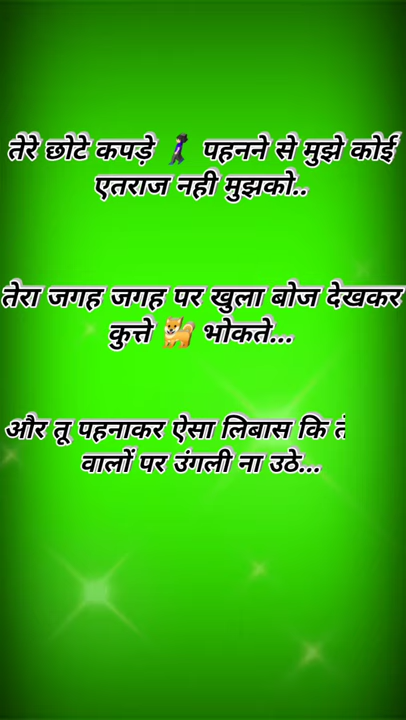 तेरे छोटे कपड़े 🚶‍♀️ पहनने से मुझे कोई
एतराज नही मुझको..
तेरा जगह जगह पर खुला बोज देखकर
कुत्ते 🐕 भोकते...
और तू पहनाकर ऐसा लिबास कि
वालों पर उंगली ना उठे...